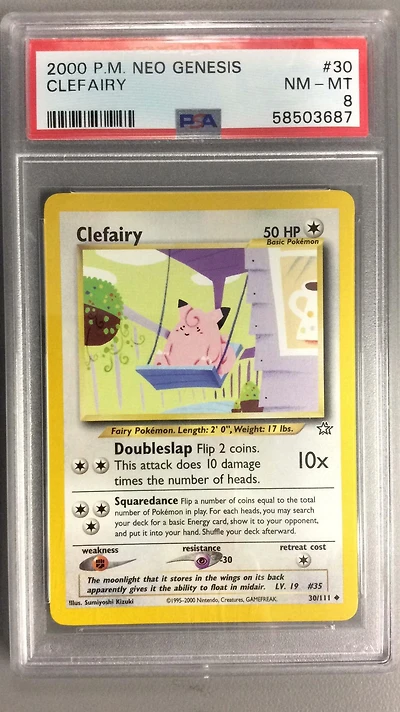 2000 P.M. NEO GENESIS #30
CLEFAIRY NM - MT
8
PSA 58503687
Clefairy 50 HP
Basic Pokémon
Fairy Pokémon. Length: 2' 0", Weight: 17 lbs.
Doubleslap Flip 2 coins.
This attack does 10 damage 10x
times the number of heads.
Squaredance Flip a number of coins equal to the total
number of Pokémon in play. For each heads, you may search
your deck for a basic Energy card, show it to your opponent,
and put it into your hand. Shuffle your deck afterward.
weakness resistance retreat cost
-30
The moonlight that it stores in the wings on its back
apparently gives it the ability to float in midair. LV. 19 #35
Illus. Sumiyoshi Kizuki ©1995-2000 Nintendo, Creatures, GAMEFREAK. 30/111